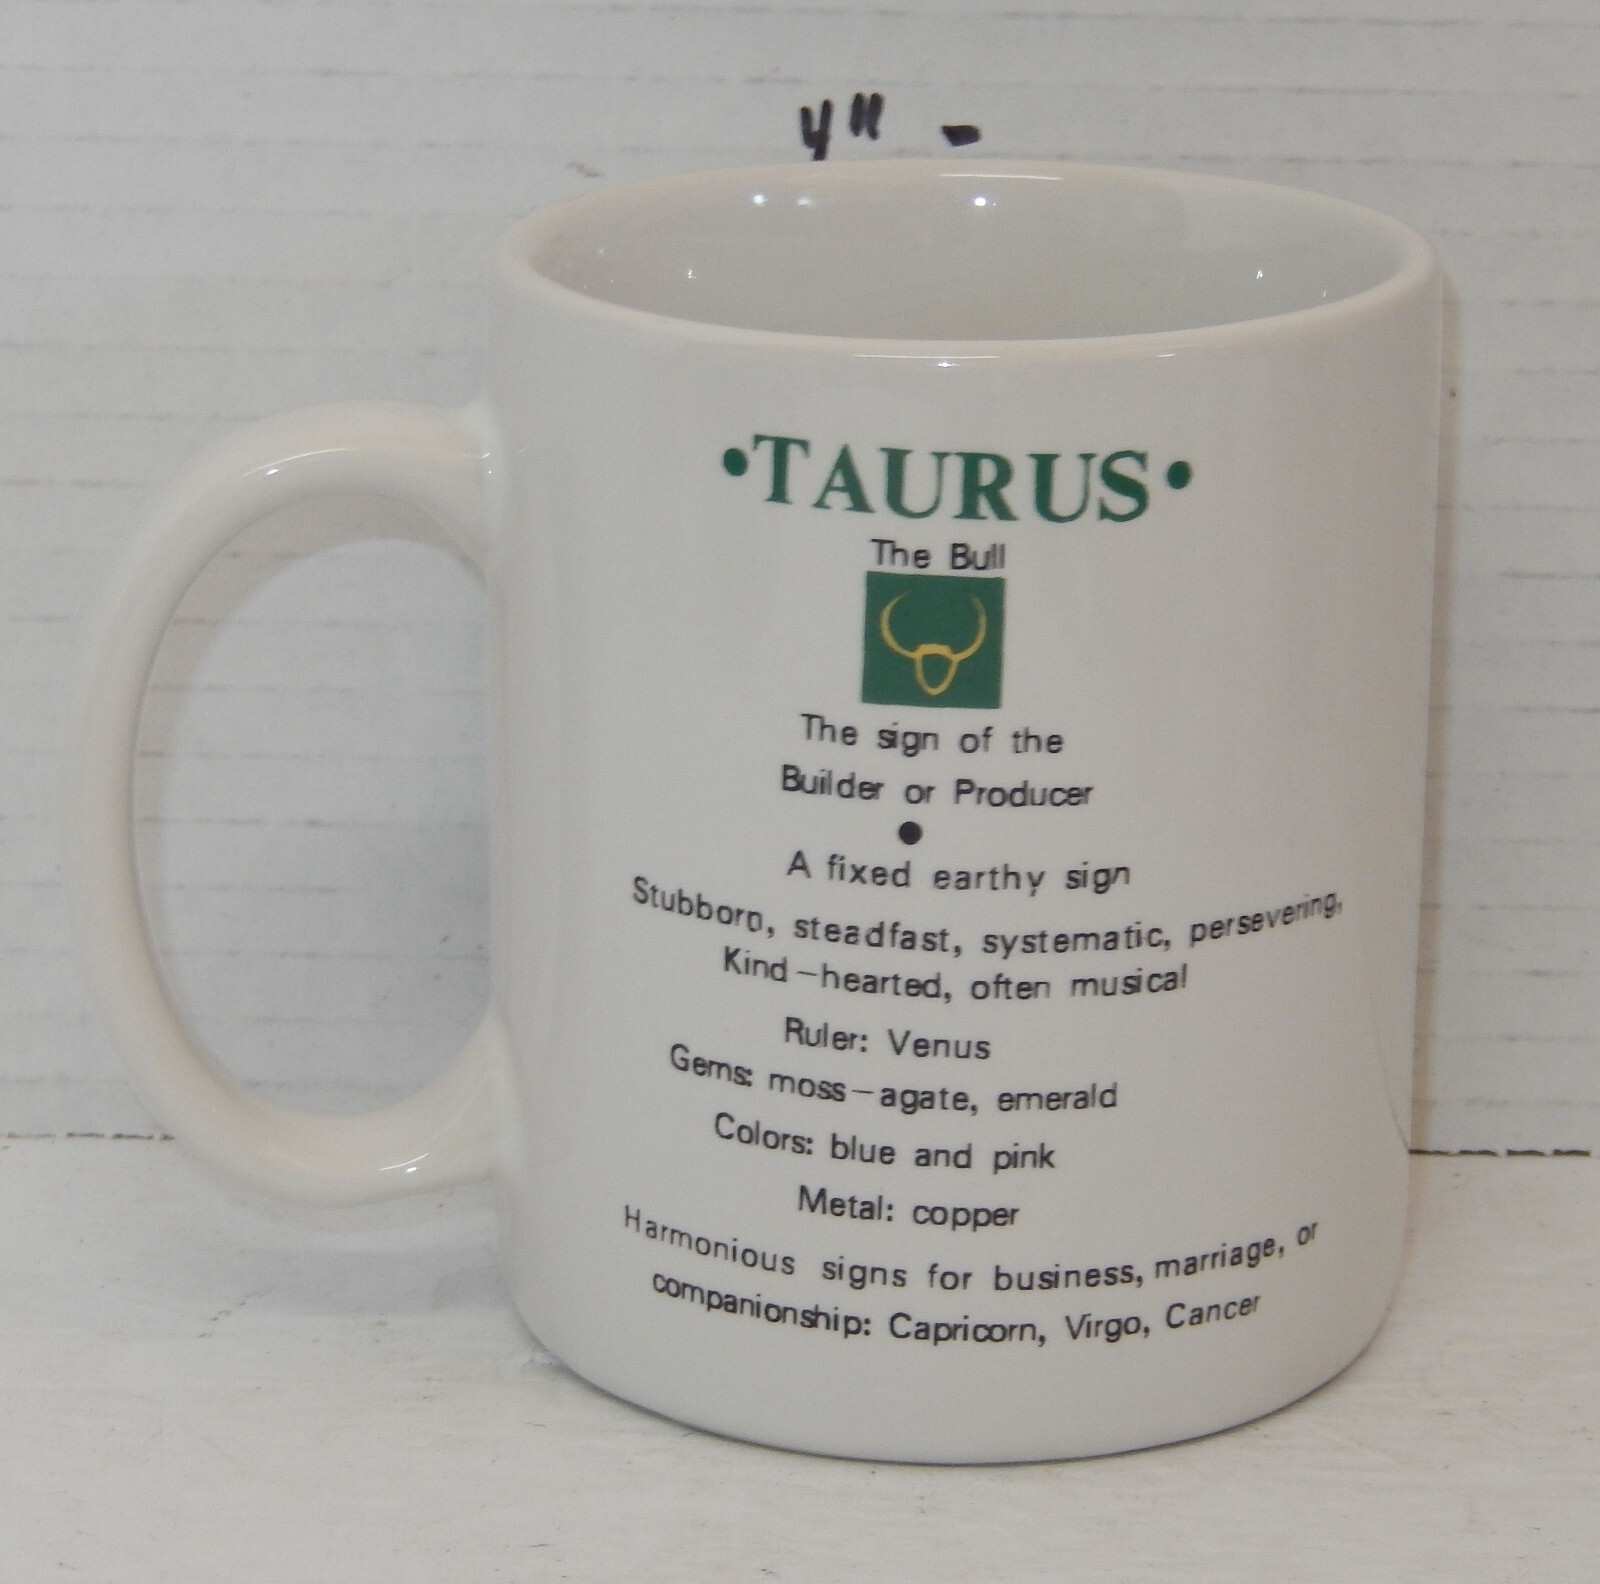 4" -
•TAURUS•
The Bull
The sign of the
Builder or Producer
●
A fixed earthy sign
Stubborn, steadfast, systematic, persevering,
Kind-hearted, often musical
Ruler: Venus
Gems: moss-agate, emerald
Colors: blue and pink
Metal: copper
Harmonious signs for business, marriage, or
companionship: Capricorn, Virgo, Cancer